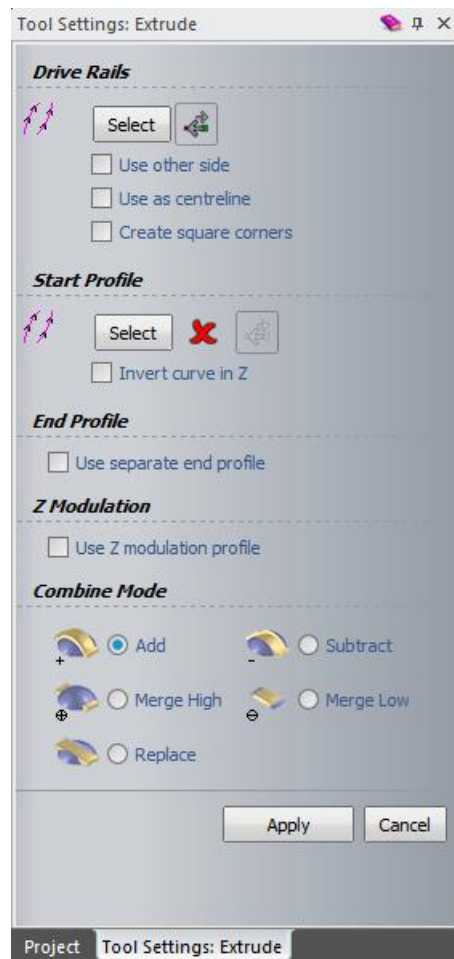 Tool Settings: Extrude
Drive Rails
Select
Use other side
Use as centreline
Create square corners
Start Profile
Select
Invert curve in Z
End Profile
Use separate end profile
Z Modulation
Use Z modulation profile
Combine Mode
Add Subtract
Merge High Merge Low
Replace
Apply Cancel
Project Tool Settings: Extrude